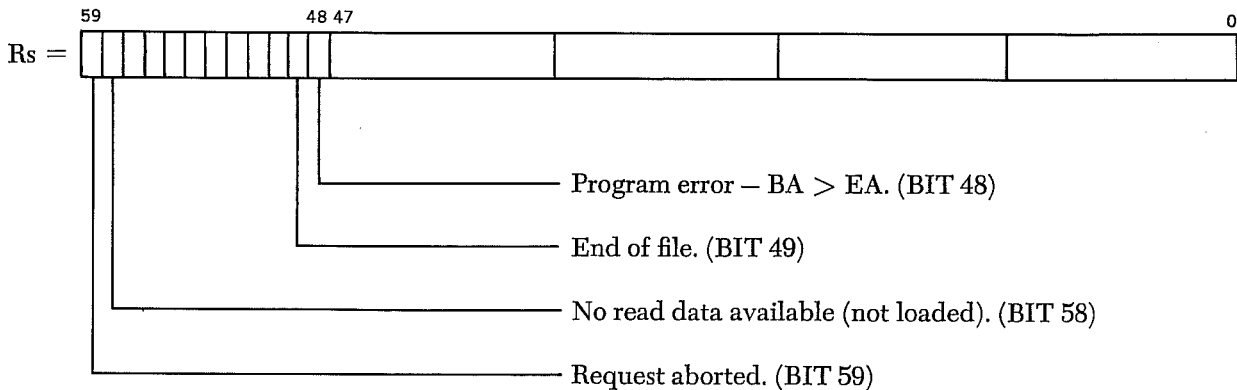 59 48 47 0
Rs =
Program error – BA > EA. (BIT 48)
End of file. (BIT 49)
No read data available (not loaded). (BIT 58)
Request aborted. (BIT 59)